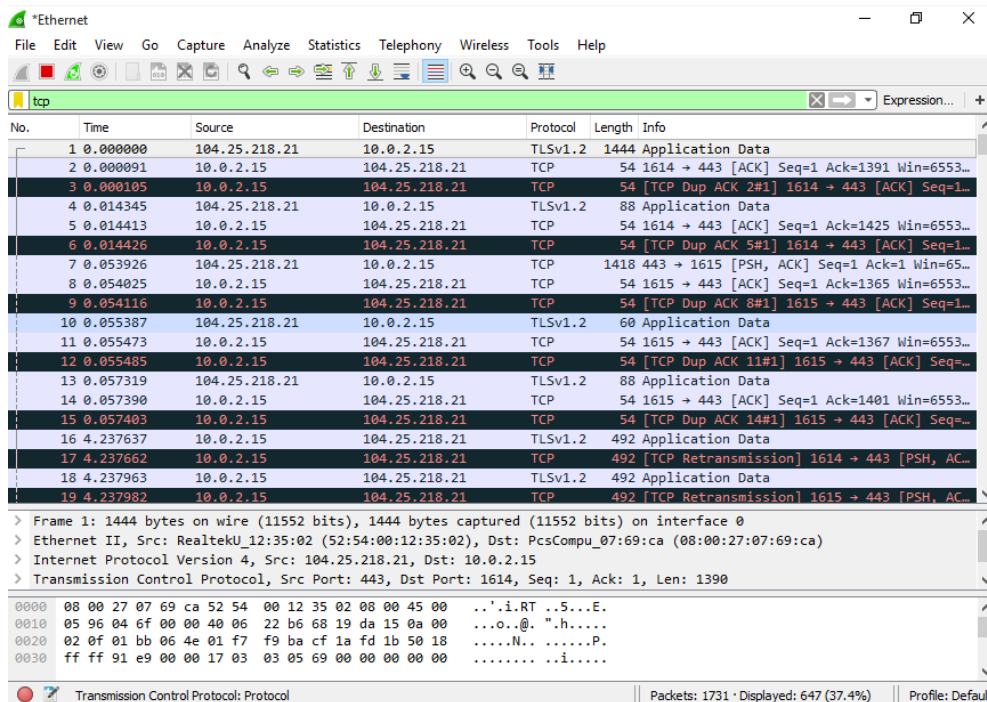 *Ethernet
File Edit View Go Capture Analyze Statistics Telephony Wireless Tools Help
tcp Expression... +
No. Time Source Destination Protocol Length Info
1 0.000000 104.25.218.21 10.0.2.15 TLSv1.2 1444 Application Data
2 0.000091 10.0.2.15 104.25.218.21 TCP 54 1614 → 443 [ACK] Seq=1 Ack=1391 Win=6553…
3 0.000105 10.0.2.15 104.25.218.21 TCP 54 [TCP Dup ACK 2#1] 1614 → 443 [ACK] Seq=1…
4 0.014345 104.25.218.21 10.0.2.15 TLSv1.2 88 Application Data
5 0.014413 10.0.2.15 104.25.218.21 TCP 54 1614 → 443 [ACK] Seq=1 Ack=1425 Win=6553…
6 0.014426 10.0.2.15 104.25.218.21 TCP 54 [TCP Dup ACK 5#1] 1614 → 443 [ACK] Seq=1…
7 0.053926 104.25.218.21 10.0.2.15 TCP 1418 443 → 1615 [PSH, ACK] Seq=1 Ack=1 Win=65…
8 0.054025 10.0.2.15 104.25.218.21 TCP 54 1615 → 443 [ACK] Seq=1 Ack=1365 Win=6553…
9 0.054116 10.0.2.15 104.25.218.21 TCP 54 [TCP Dup ACK 8#1] 1615 → 443 [ACK] Seq=1…
10 0.055387 104.25.218.21 10.0.2.15 TLSv1.2 60 Application Data
11 0.055473 10.0.2.15 104.25.218.21 TCP 54 1615 → 443 [ACK] Seq=1 Ack=1367 Win=6553…
12 0.055485 10.0.2.15 104.25.218.21 TCP 54 [TCP Dup ACK 11#1] 1615 → 443 [ACK] Seq=…
13 0.057319 104.25.218.21 10.0.2.15 TLSv1.2 88 Application Data
14 0.057390 10.0.2.15 104.25.218.21 TCP 54 1615 → 443 [ACK] Seq=1 Ack=1401 Win=6553…
15 0.057403 10.0.2.15 104.25.218.21 TCP 54 [TCP Dup ACK 14#1] 1615 → 443 [ACK] Seq=…
16 4.237637 10.0.2.15 104.25.218.21 TLSv1.2 492 Application Data
17 4.237662 10.0.2.15 104.25.218.21 TCP 492 [TCP Retransmission] 1614 → 443 [PSH, AC…
18 4.237963 10.0.2.15 104.25.218.21 TLSv1.2 492 Application Data
19 4.237982 10.0.2.15 104.25.218.21 TCP 492 [TCP Retransmission] 1615 → 443 [PSH, AC…
> Frame 1: 1444 bytes on wire (11552 bits), 1444 bytes captured (11552 bits) on interface 0
> Ethernet II, Src: RealtekU_12:35:02 (52:54:00:12:35:02), Dst: PcsCompu_07:69:ca (08:00:27:07:69:ca)
> Internet Protocol Version 4, Src: 104.25.218.21, Dst: 10.0.2.15
> Transmission Control Protocol, Src Port: 443, Dst Port: 1614, Seq: 1, Ack: 1, Len: 1390
0000 08 00 27 07 69 ca 52 54 00 12 35 02 08 00 45 00 ..'.i.RT ..5...E.
0010 05 96 04 6f 00 00 40 06 22 b6 68 19 da 15 0a 00 ...o..@. ".h.....
0020 02 0f 01 bb 06 4e 01 f7 f9 ba cf 1a fd 1b 50 18 .....N.. ......P.
0030 ff ff 91 e9 00 00 17 03 03 05 69 00 00 00 00 00 ........ ..i.....
Transmission Control Protocol: Protocol Packets: 1731 · Displayed: 647 (37.4%) Profile: Defaul